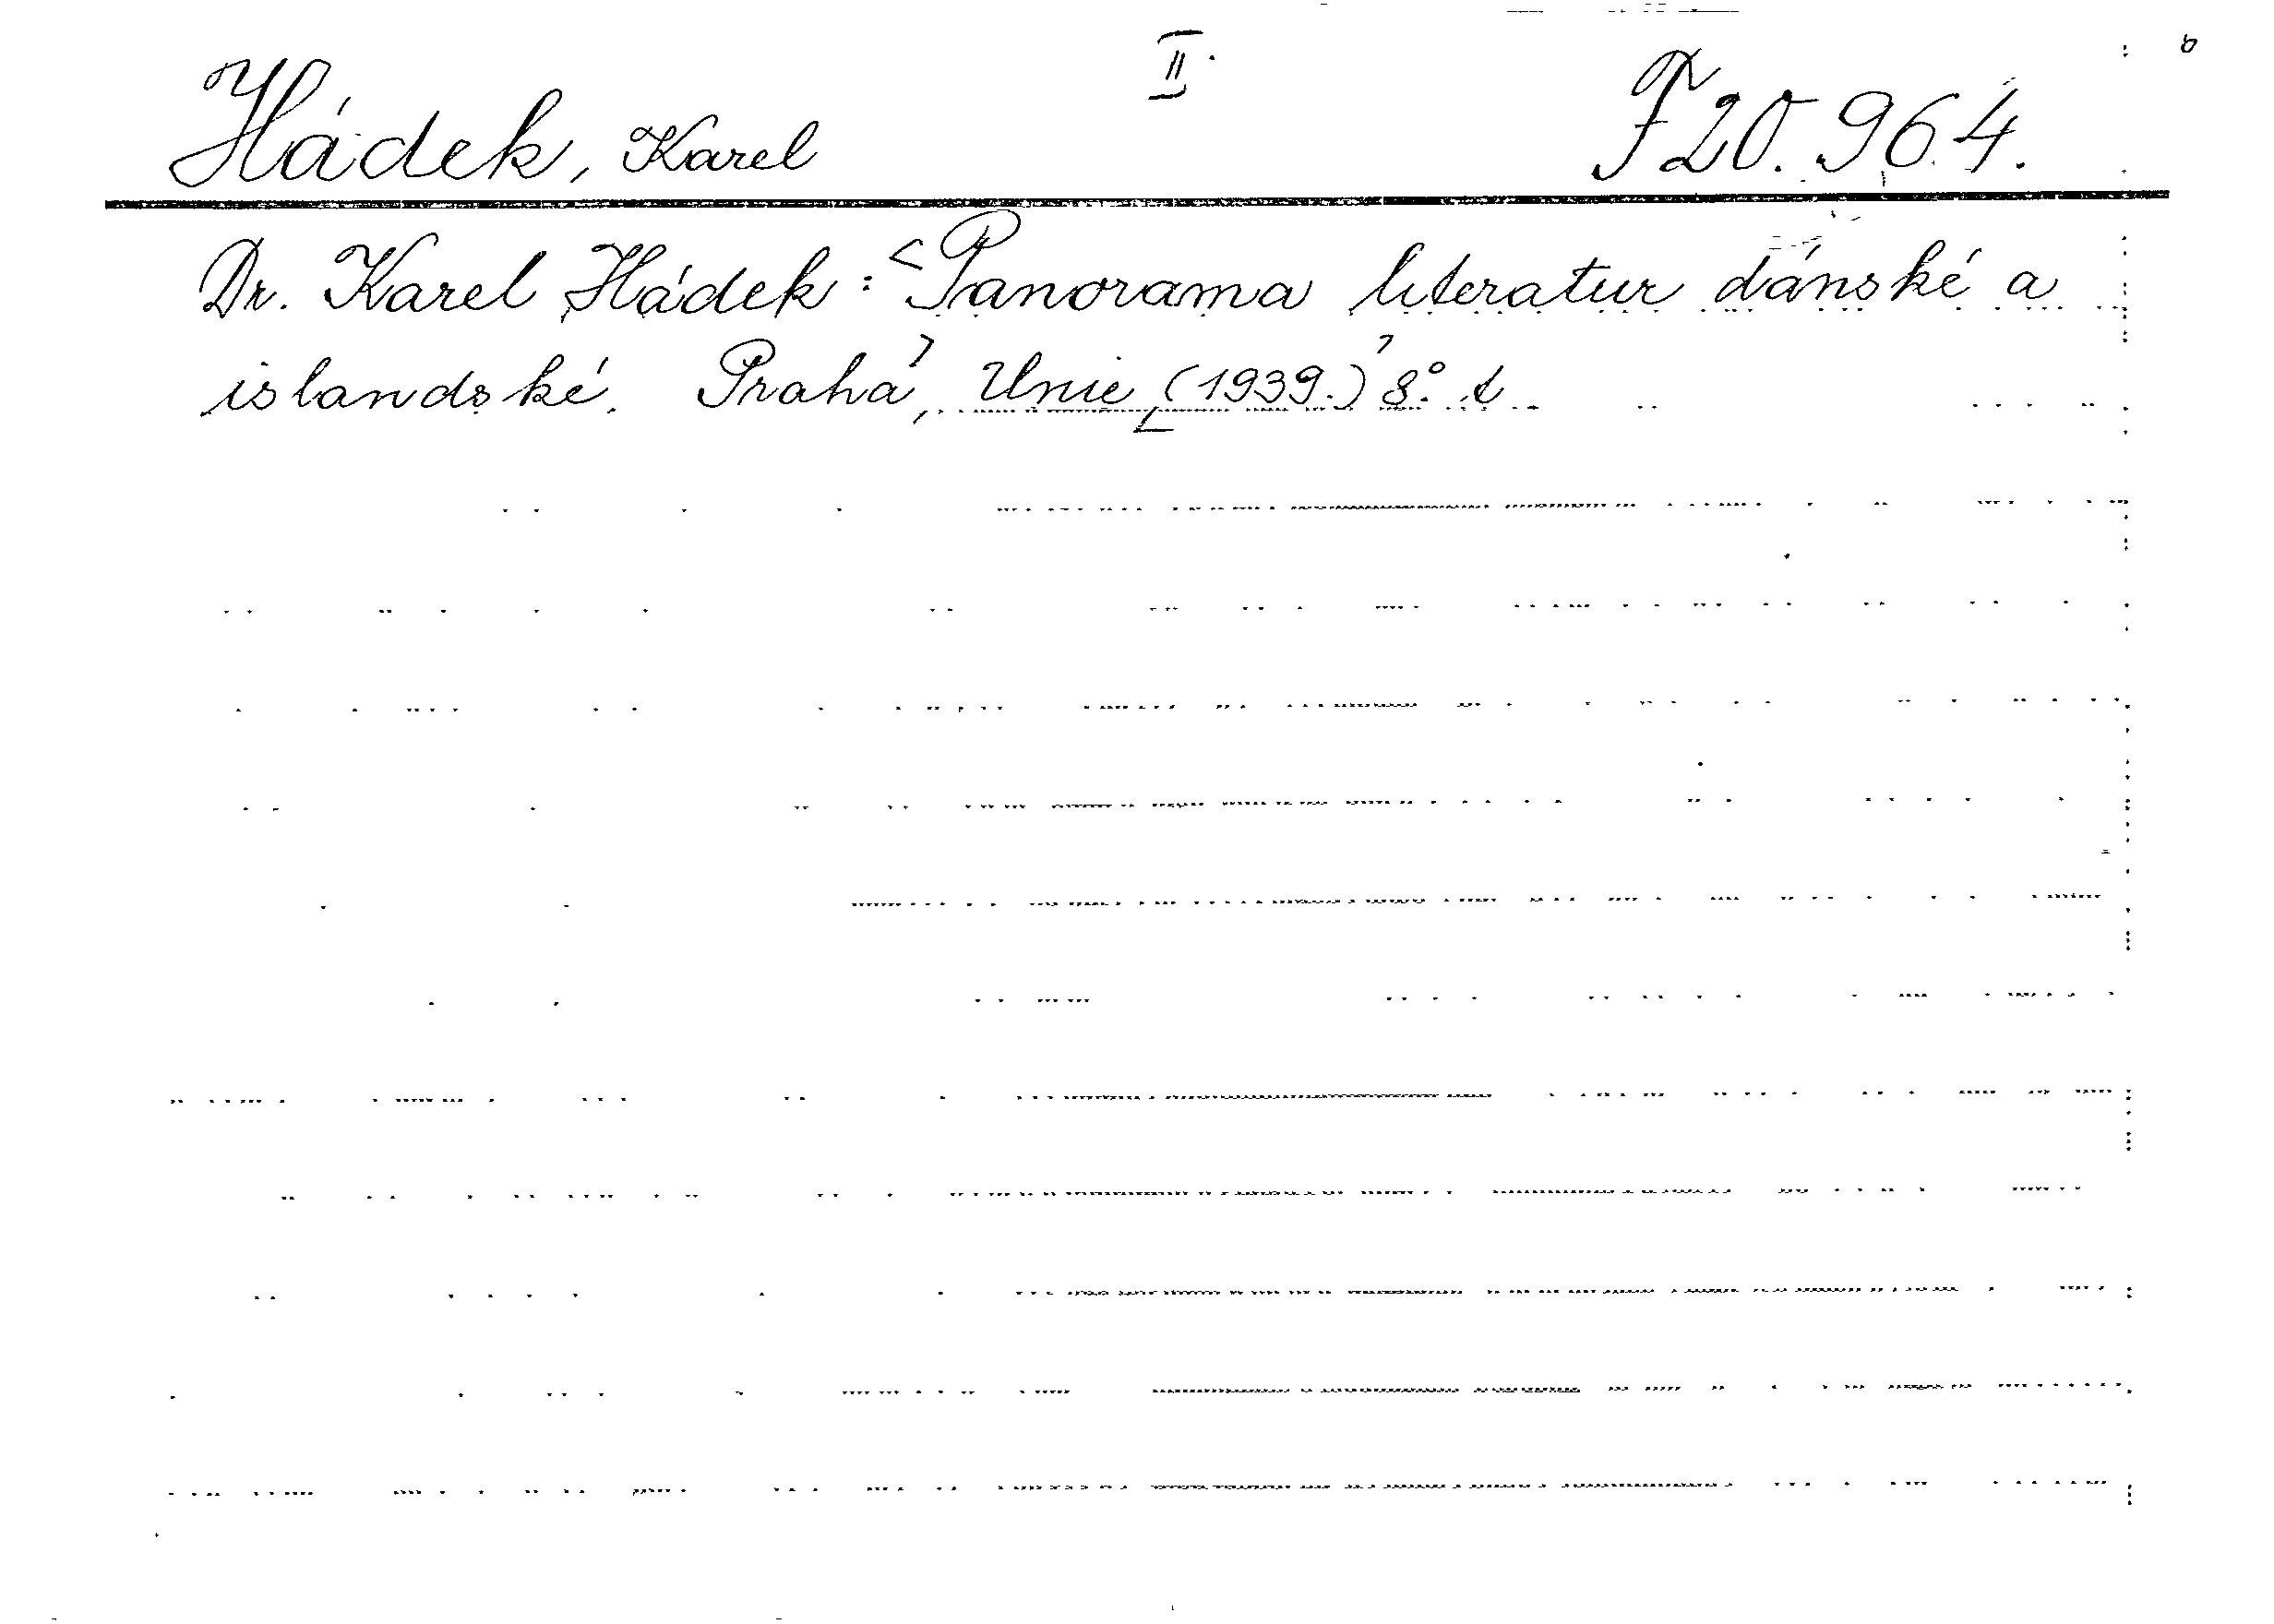 II.
Hádek, Karel F 20.964.
Dr. Karel Hádek: <Panorama literatur dánské a
islandské. Praha, Unie (1939.) 8°. t